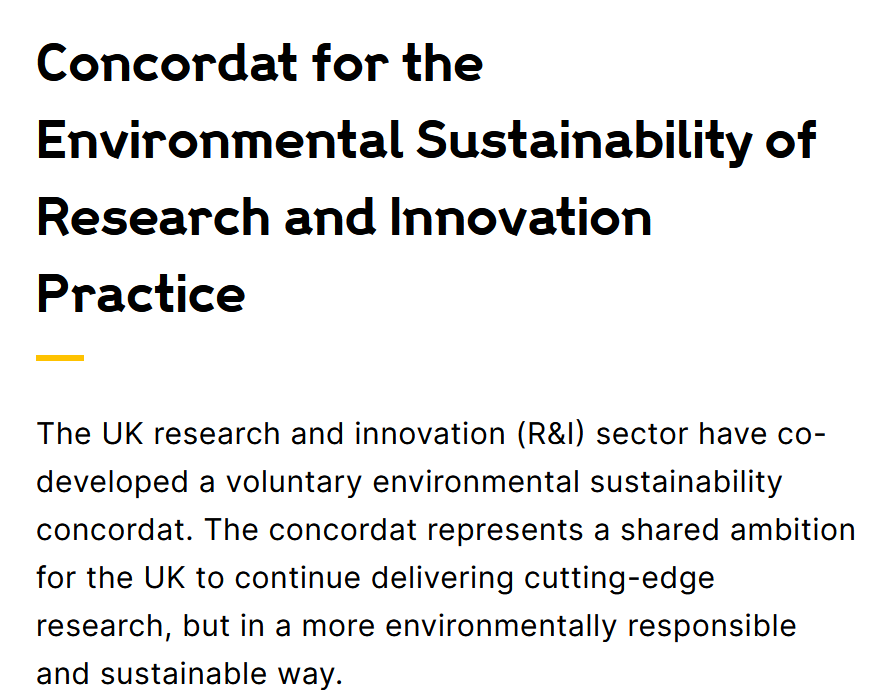 Concordat for the
Environmental Sustainability of
Research and Innovation
Practice
The UK research and innovation (R&I) sector have co-
developed a voluntary environmental sustainability
concordat. The concordat represents a shared ambition
for the UK to continue delivering cutting-edge
research, but in a more environmentally responsible
and sustainable way.